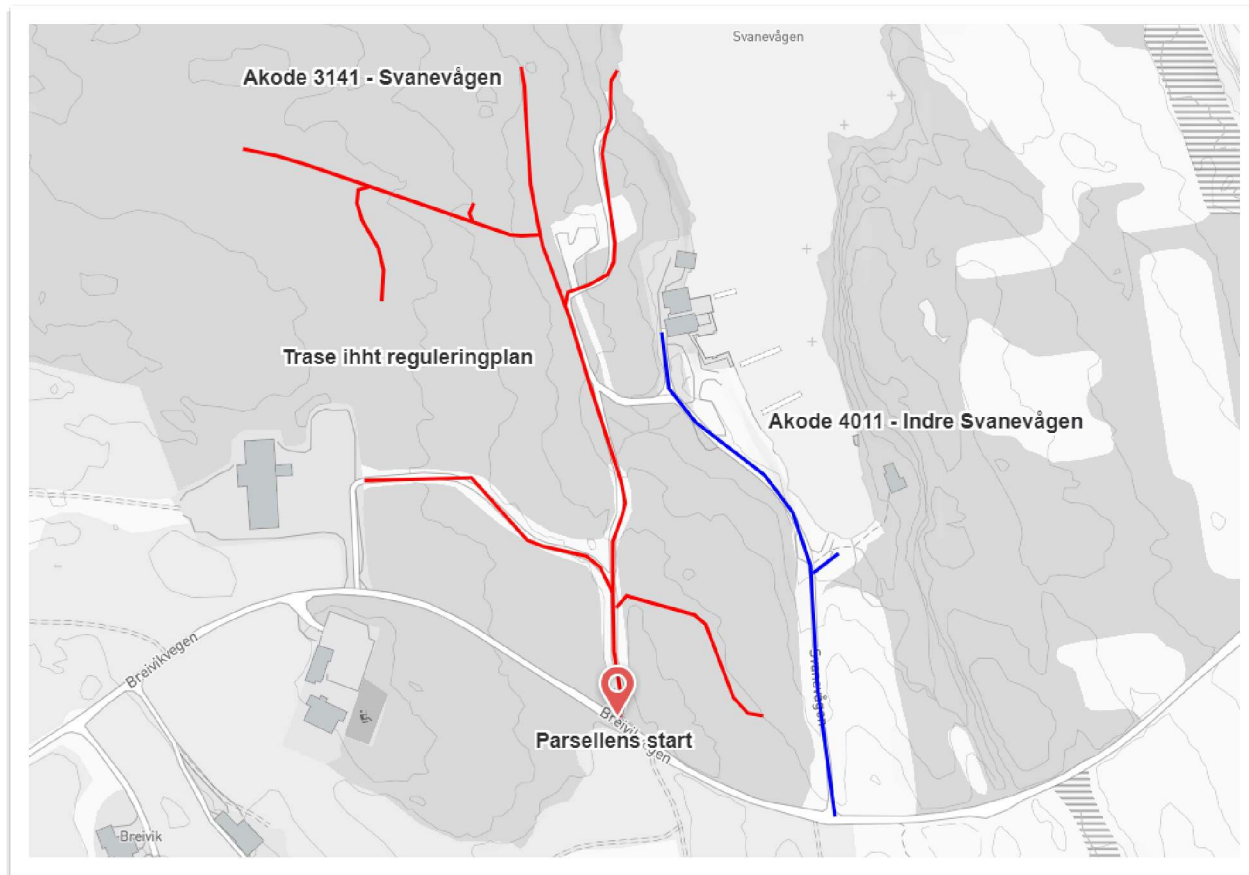 Svanevågen
Akode 3141 - Svanevågen
Trase ihht reguleringplan
Akode 4011 - Indre Svanevågen
Breivikvegen
Svanevågen
Breivikvegen
Parsellens start
Breivik